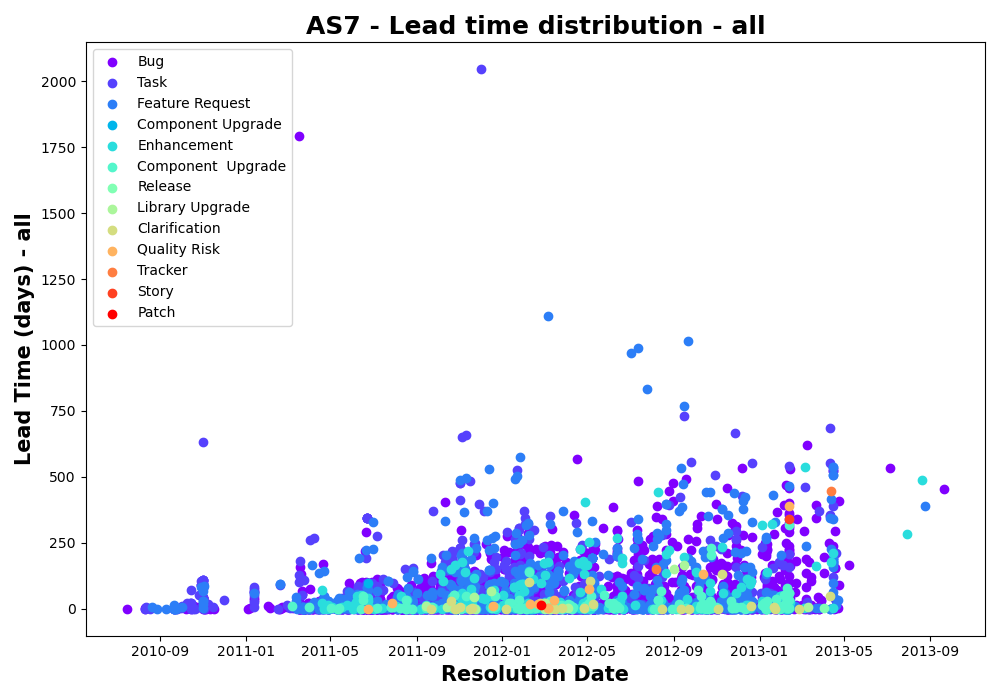 AS7 - Lead time distribution - all
Lead Time (days) - all
2000
1750
1500
1250
1000
750
500
250
0
Bug
Task
Feature Request
Component Upgrade
Enhancement
Component  Upgrade
Release
Library Upgrade
Clarification
Quality Risk
Tracker
Story
Patch
2010-09
2011-01
2011-05
2011-09
2012-01
2012-05
2012-09
2013-01
2013-05
2013-09
Resolution Date